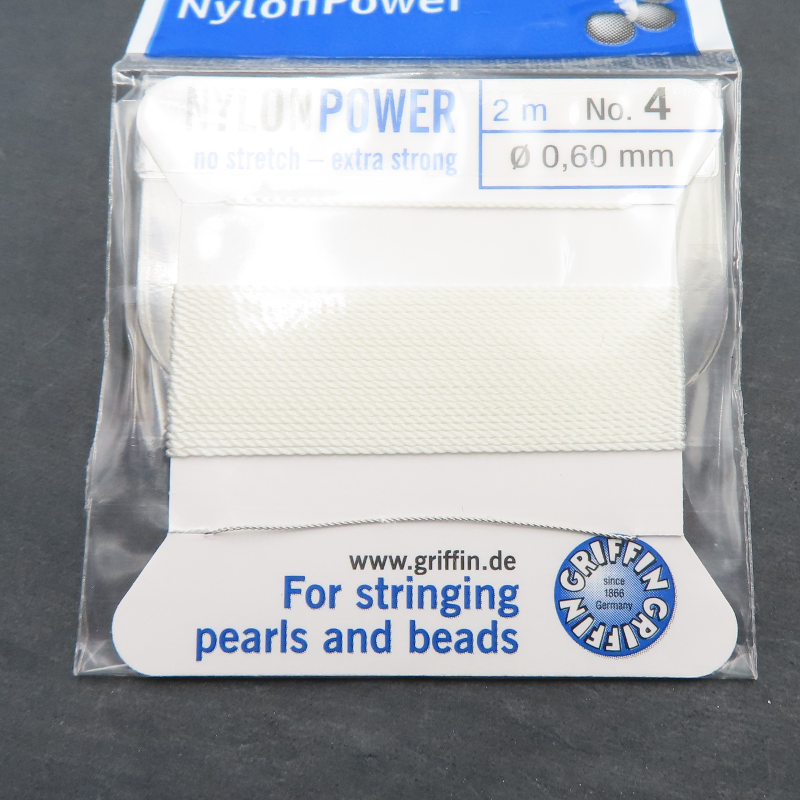 NylonPower
NYLONPOWER
no stretch – extra strong
2 m No. 4
Ø 0,60 mm
www.griffin.de
For stringing
pearls and beads
GRIFFIN GRIFFIN
since
1866
Germany